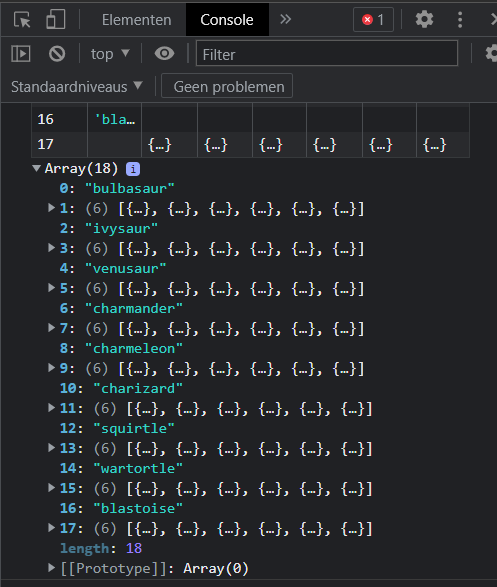 Elementen Console » 1
top Filter
Standaardniveaus Geen problemen
16 'bla…
17 {…} {…} {…} {…} {…} {…}
Array(18) i
0: "bulbasaur"
1: (6) [{…}, {…}, {…}, {…}, {…}, {…}]
2: "ivysaur"
3: (6) [{…}, {…}, {…}, {…}, {…}, {…}]
4: "venusaur"
5: (6) [{…}, {…}, {…}, {…}, {…}, {…}]
6: "charmander"
7: (6) [{…}, {…}, {…}, {…}, {…}, {…}]
8: "charmeleon"
9: (6) [{…}, {…}, {…}, {…}, {…}, {…}]
10: "charizard"
11: (6) [{…}, {…}, {…}, {…}, {…}, {…}]
12: "squirtle"
13: (6) [{…}, {…}, {…}, {…}, {…}, {…}]
14: "wartortle"
15: (6) [{…}, {…}, {…}, {…}, {…}, {…}]
16: "blastoise"
17: (6) [{…}, {…}, {…}, {…}, {…}, {…}]
length: 18
[[Prototype]]: Array(0)